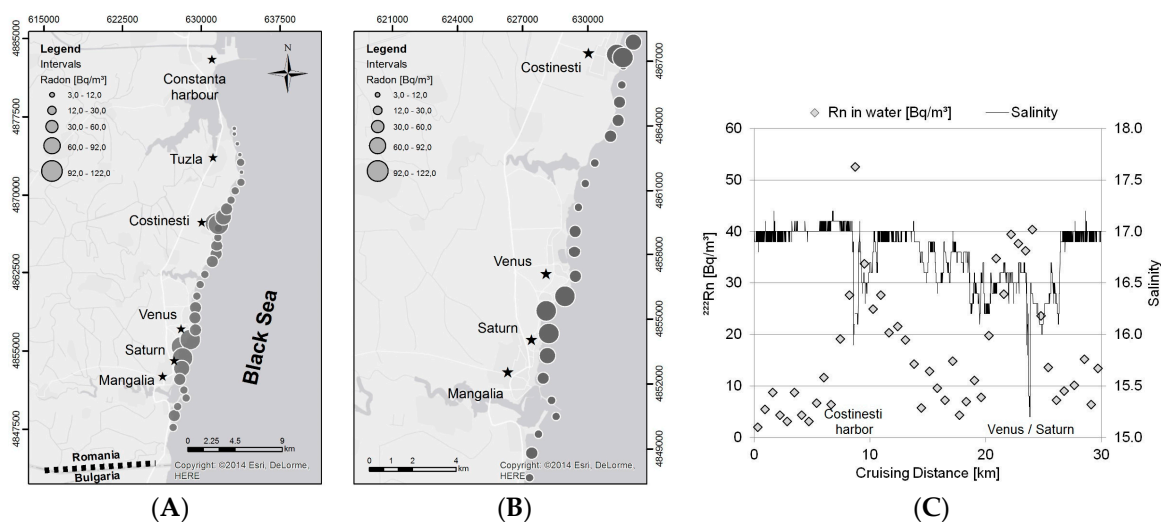 615000 622500 630000 637500
4885000
4877500
4870000
4862500
4855000
4847500
Legend
Intervals
Radon [Bq/m³]
3,0 - 12,0
12,0 - 30,0
30,0 - 60,0
60,0 - 92,0
92,0 - 122,0
N
Constanta
harbour
Tuzla
Costinesti
Venus
Saturn
Mangalia
Black Sea
0 2.25 4.5 9
km
Romania
Bulgaria
Copyright: ©2014 Esri, DeLorme,
HERE
(A)
621000 624000 627000 630000
4867000
4864000
4861000
4858000
4855000
4852000
4849000
Legend
Intervals
Radon [Bq/m³]
3,0 - 12,0
12,0 - 30,0
30,0 - 60,0
60,0 - 92,0
92,0 - 122,0
Costinesti
Venus
Saturn
Mangalia
0 1 2 4
km
Copyright: ©2014 Esri, DeLorme,
HERE
(B)
Rn in water [Bq/m³] Salinity
60 18.0
50 17.5
40 17.0
30 16.5
20 16.0
10 15.5
0 15.0
²²²Rn [Bq/m³]
Salinity
Costinesti
harbor
Venus / Saturn
0 10 20 30
Cruising Distance [km]
(C)